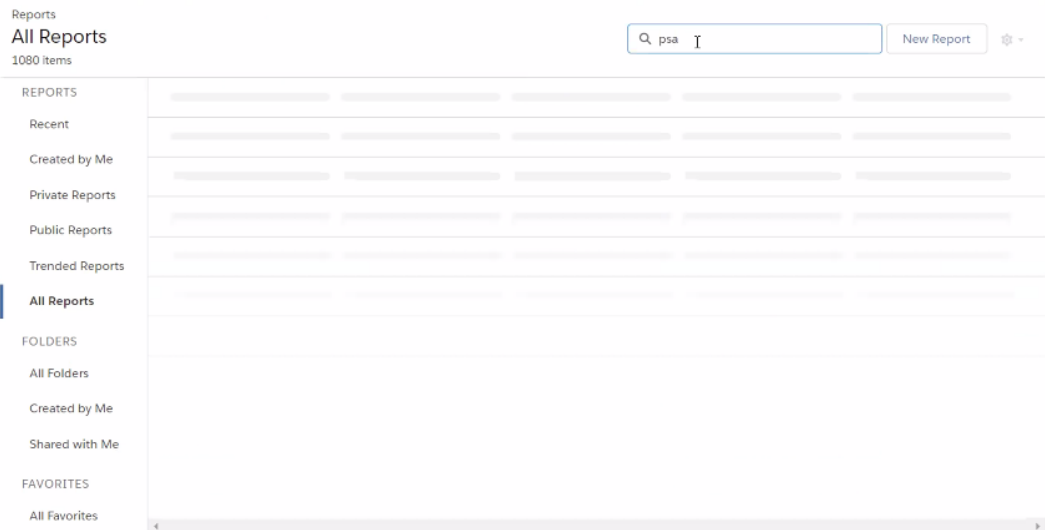 Reports
All Reports
1080 items
psa
New Report
REPORTS
Recent
Created by Me
Private Reports
Public Reports
Trended Reports
All Reports
FOLDERS
All Folders
Created by Me
Shared with Me
FAVORITES
All Favorites